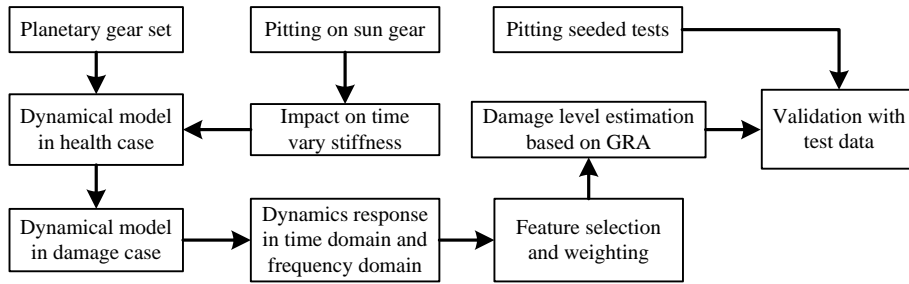 Planetary gear set
Pitting on sun gear
Pitting seeded tests
Dynamical model
in health case
Impact on time
vary stiffness
Damage level estimation
based on GRA
Validation with
test data
Dynamical model
in damage case
Dynamics response
in time domain and
frequency domain
Feature selection
and weighting